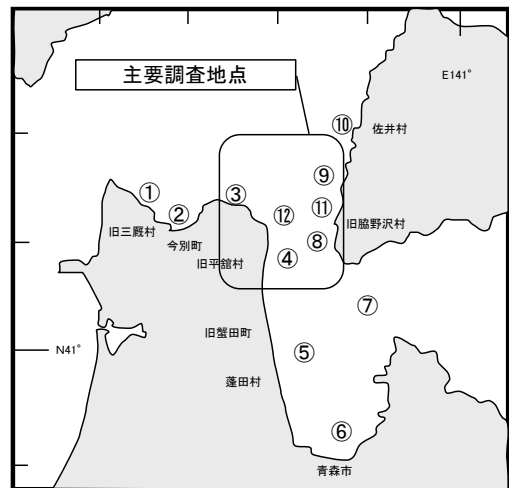 主要調査地点
E141°
⑩
佐井村
⑨
①
③
⑪
②
⑫
旧三厩村
今別町
旧脇野沢村
⑧
旧平舘村
④
⑦
旧蟹田町
N41°
⑤
蓬田村
⑥
青森市